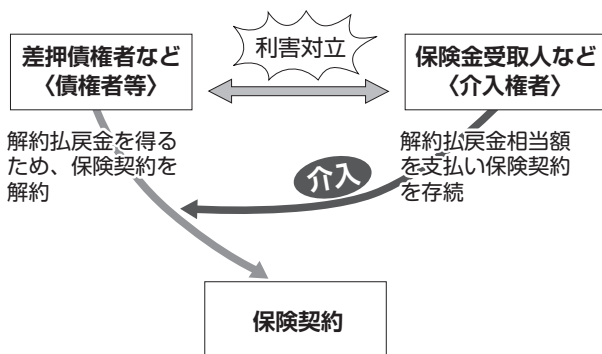 差押債権者など
〈債権者等〉
利害対立
保険金受取人など
〈介入権者〉
解約払戻金を得る
ため、保険契約を
解約
解約払戻金相当額
を支払い保険契約
を存続
介入
保険契約